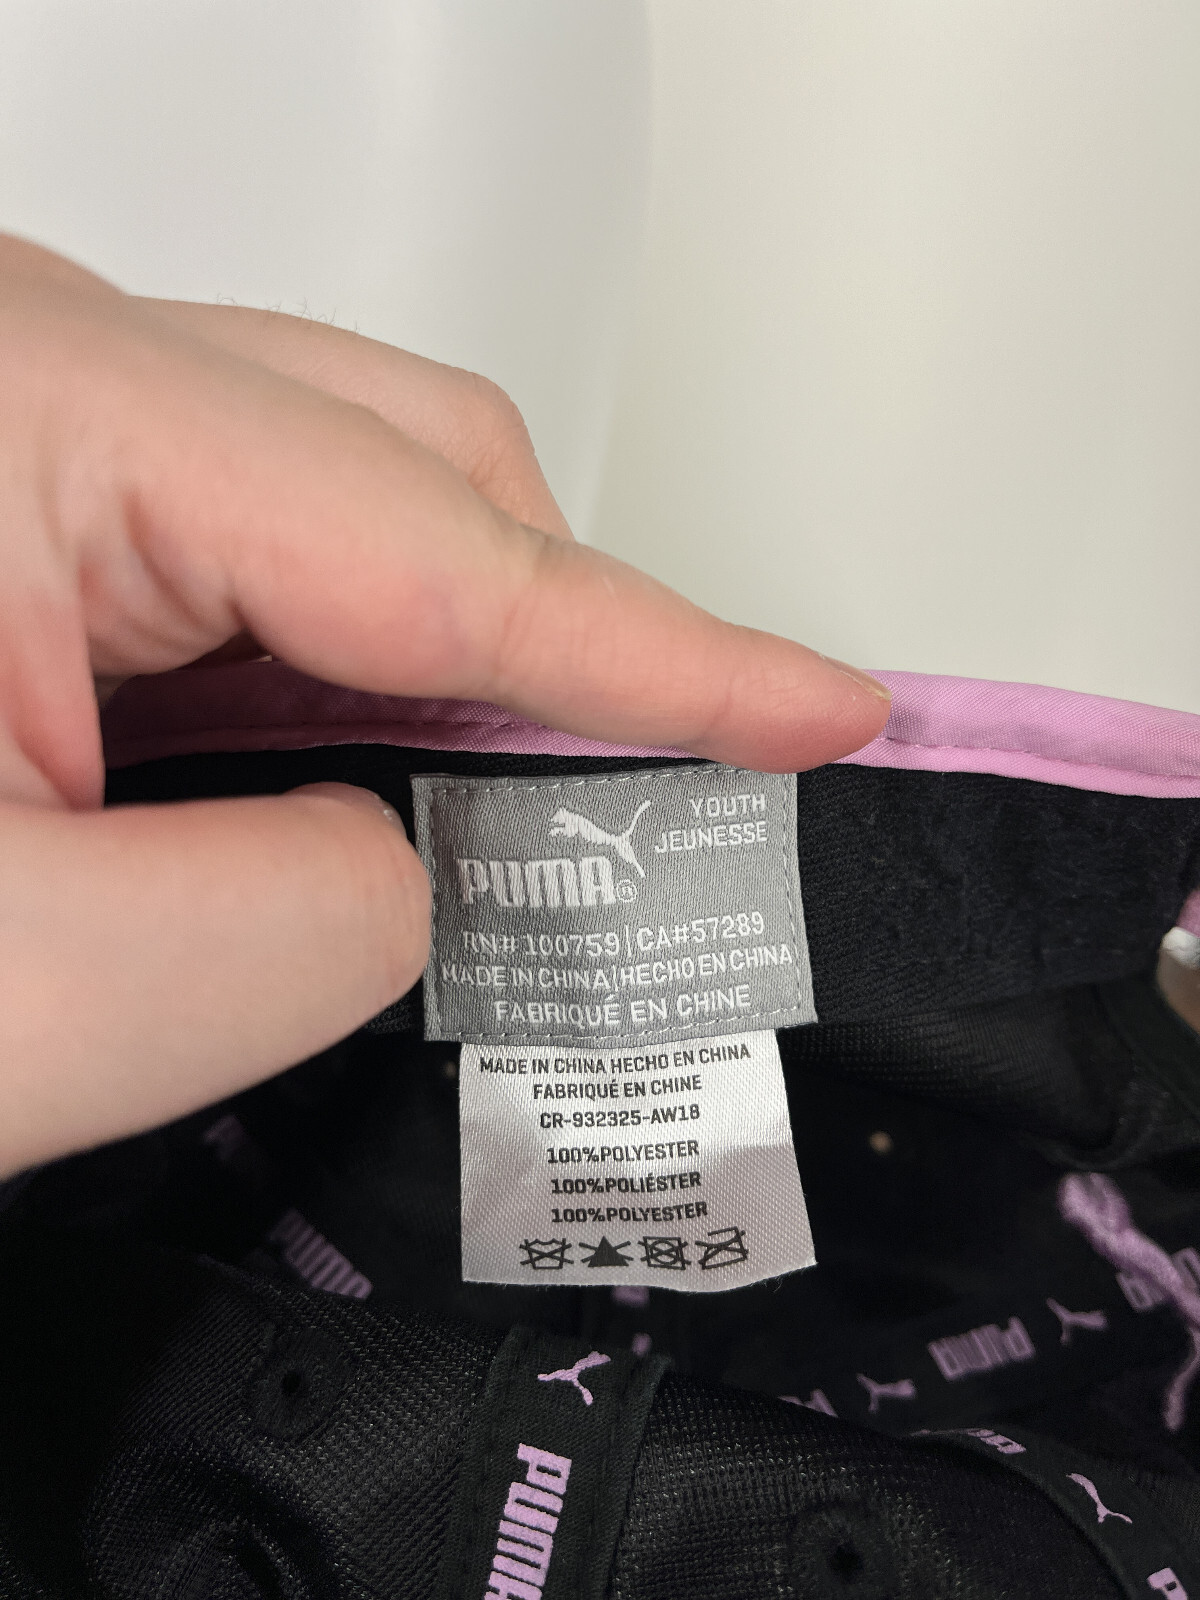 YOUTH
JEUNESSE
PUMA®
RN# 100759 | CA#57289
MADE IN CHINA | HECHO EN CHINA
FABRIQUÉ EN CHINE
MADE IN CHINA HECHO EN CHINA
FABRIQUÉ EN CHINE
CR-932325-AW18
100%POLYESTER
100%POLIÉSTER
100%POLYESTER
PUMA
PUMA
PUMA